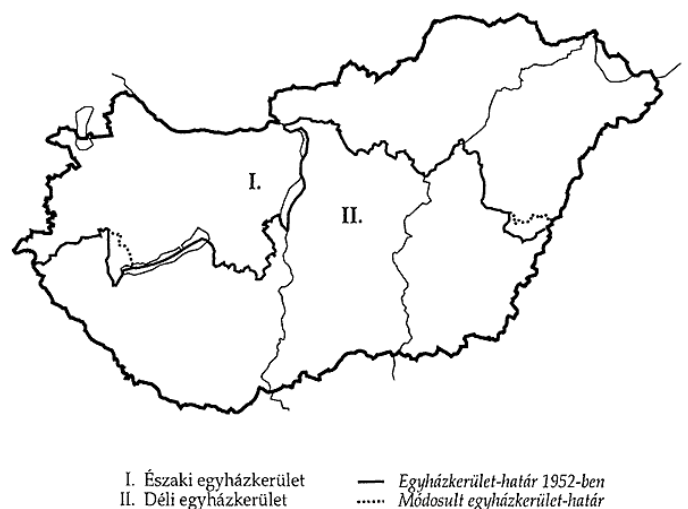 I.
II.
I. Északi egyházkerület
II. Déli egyházkerület
Egyházkerület-határ 1952-ben
Módosult egyházkerület-határ